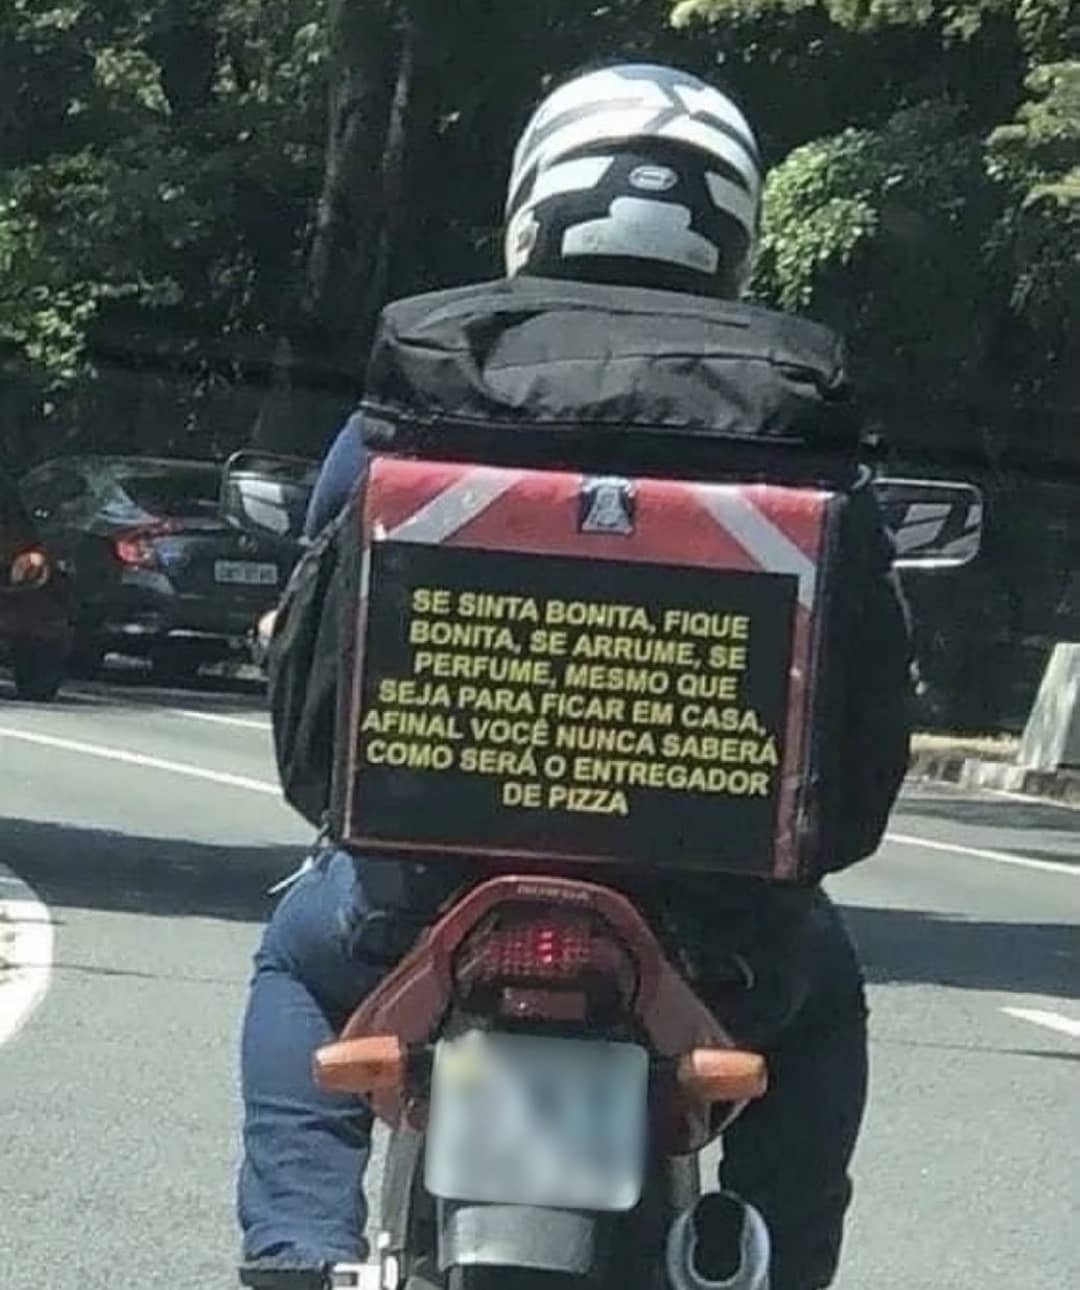 SE SINTA BONITA, FIQUE
BONITA, SE ARRUME, SE
PERFUME, MESMO QUE
SEJA PARA FICAR EM CASA,
AFINAL VOCÊ NUNCA SABERÁ
COMO SERÁ O ENTREGADOR
DE PIZZA
HONDA